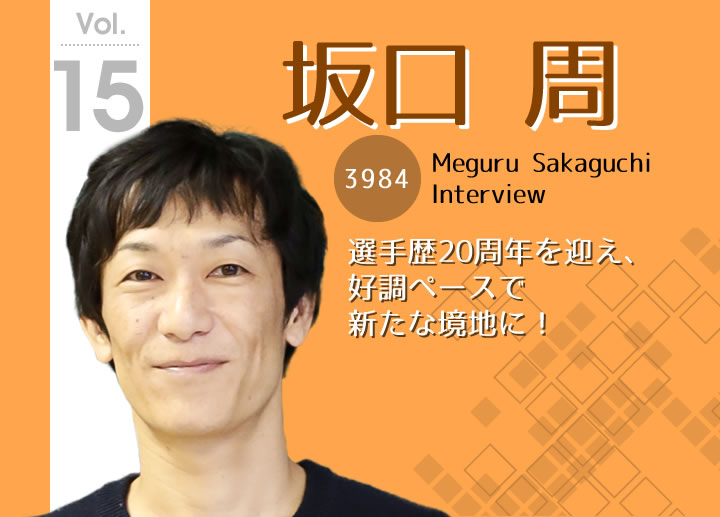 Vol.
15
坂口 周
3984
Meguru Sakaguchi
Interview
選手歴20周年を迎え、
好調ペースで
新たな境地に！